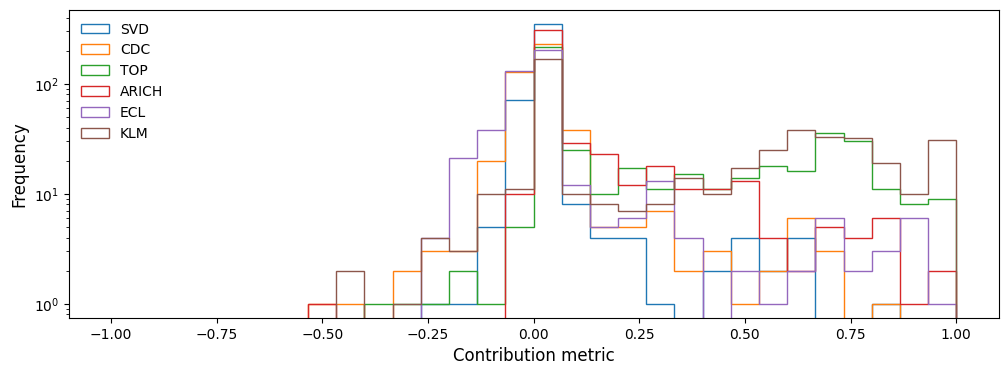 SVD
CDC
TOP
ARICH
ECL
KLM
Frequency
10²
10¹
10⁰
−1.00 −0.75 −0.50 −0.25 0.00 0.25 0.50 0.75 1.00
Contribution metric